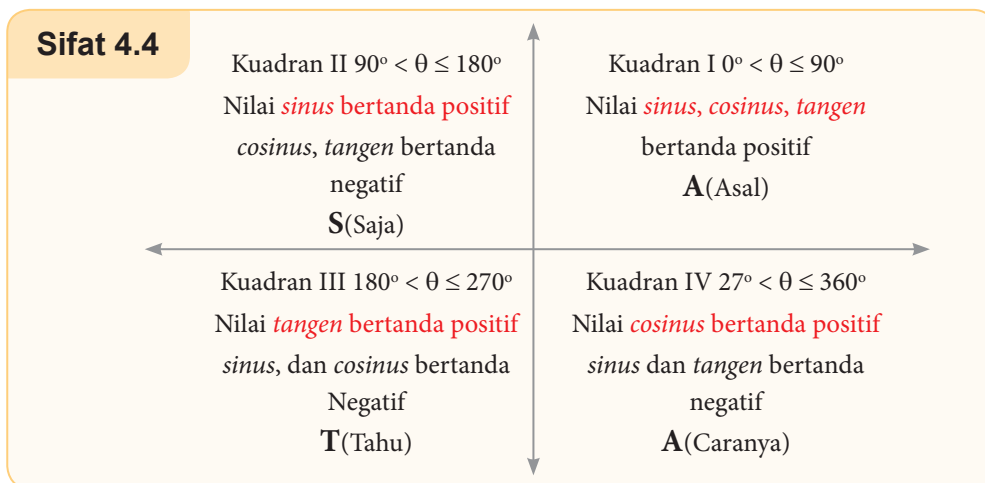 Sifat 4.4
Kuadran II 90° < θ ≤ 180°
Nilai sinus bertanda positif
cosinus, tangen bertanda
negatif
S(Saja)
Kuadran I 0° < θ ≤ 90°
Nilai sinus, cosinus, tangen
bertanda positif
A(Asal)
Kuadran III 180° < θ ≤ 270°
Nilai tangen bertanda positif
sinus, dan cosinus bertanda
Negatif
T(Tahu)
Kuadran IV 27° < θ ≤ 360°
Nilai cosinus bertanda positif
sinus dan tangen bertanda
negatif
A(Caranya)